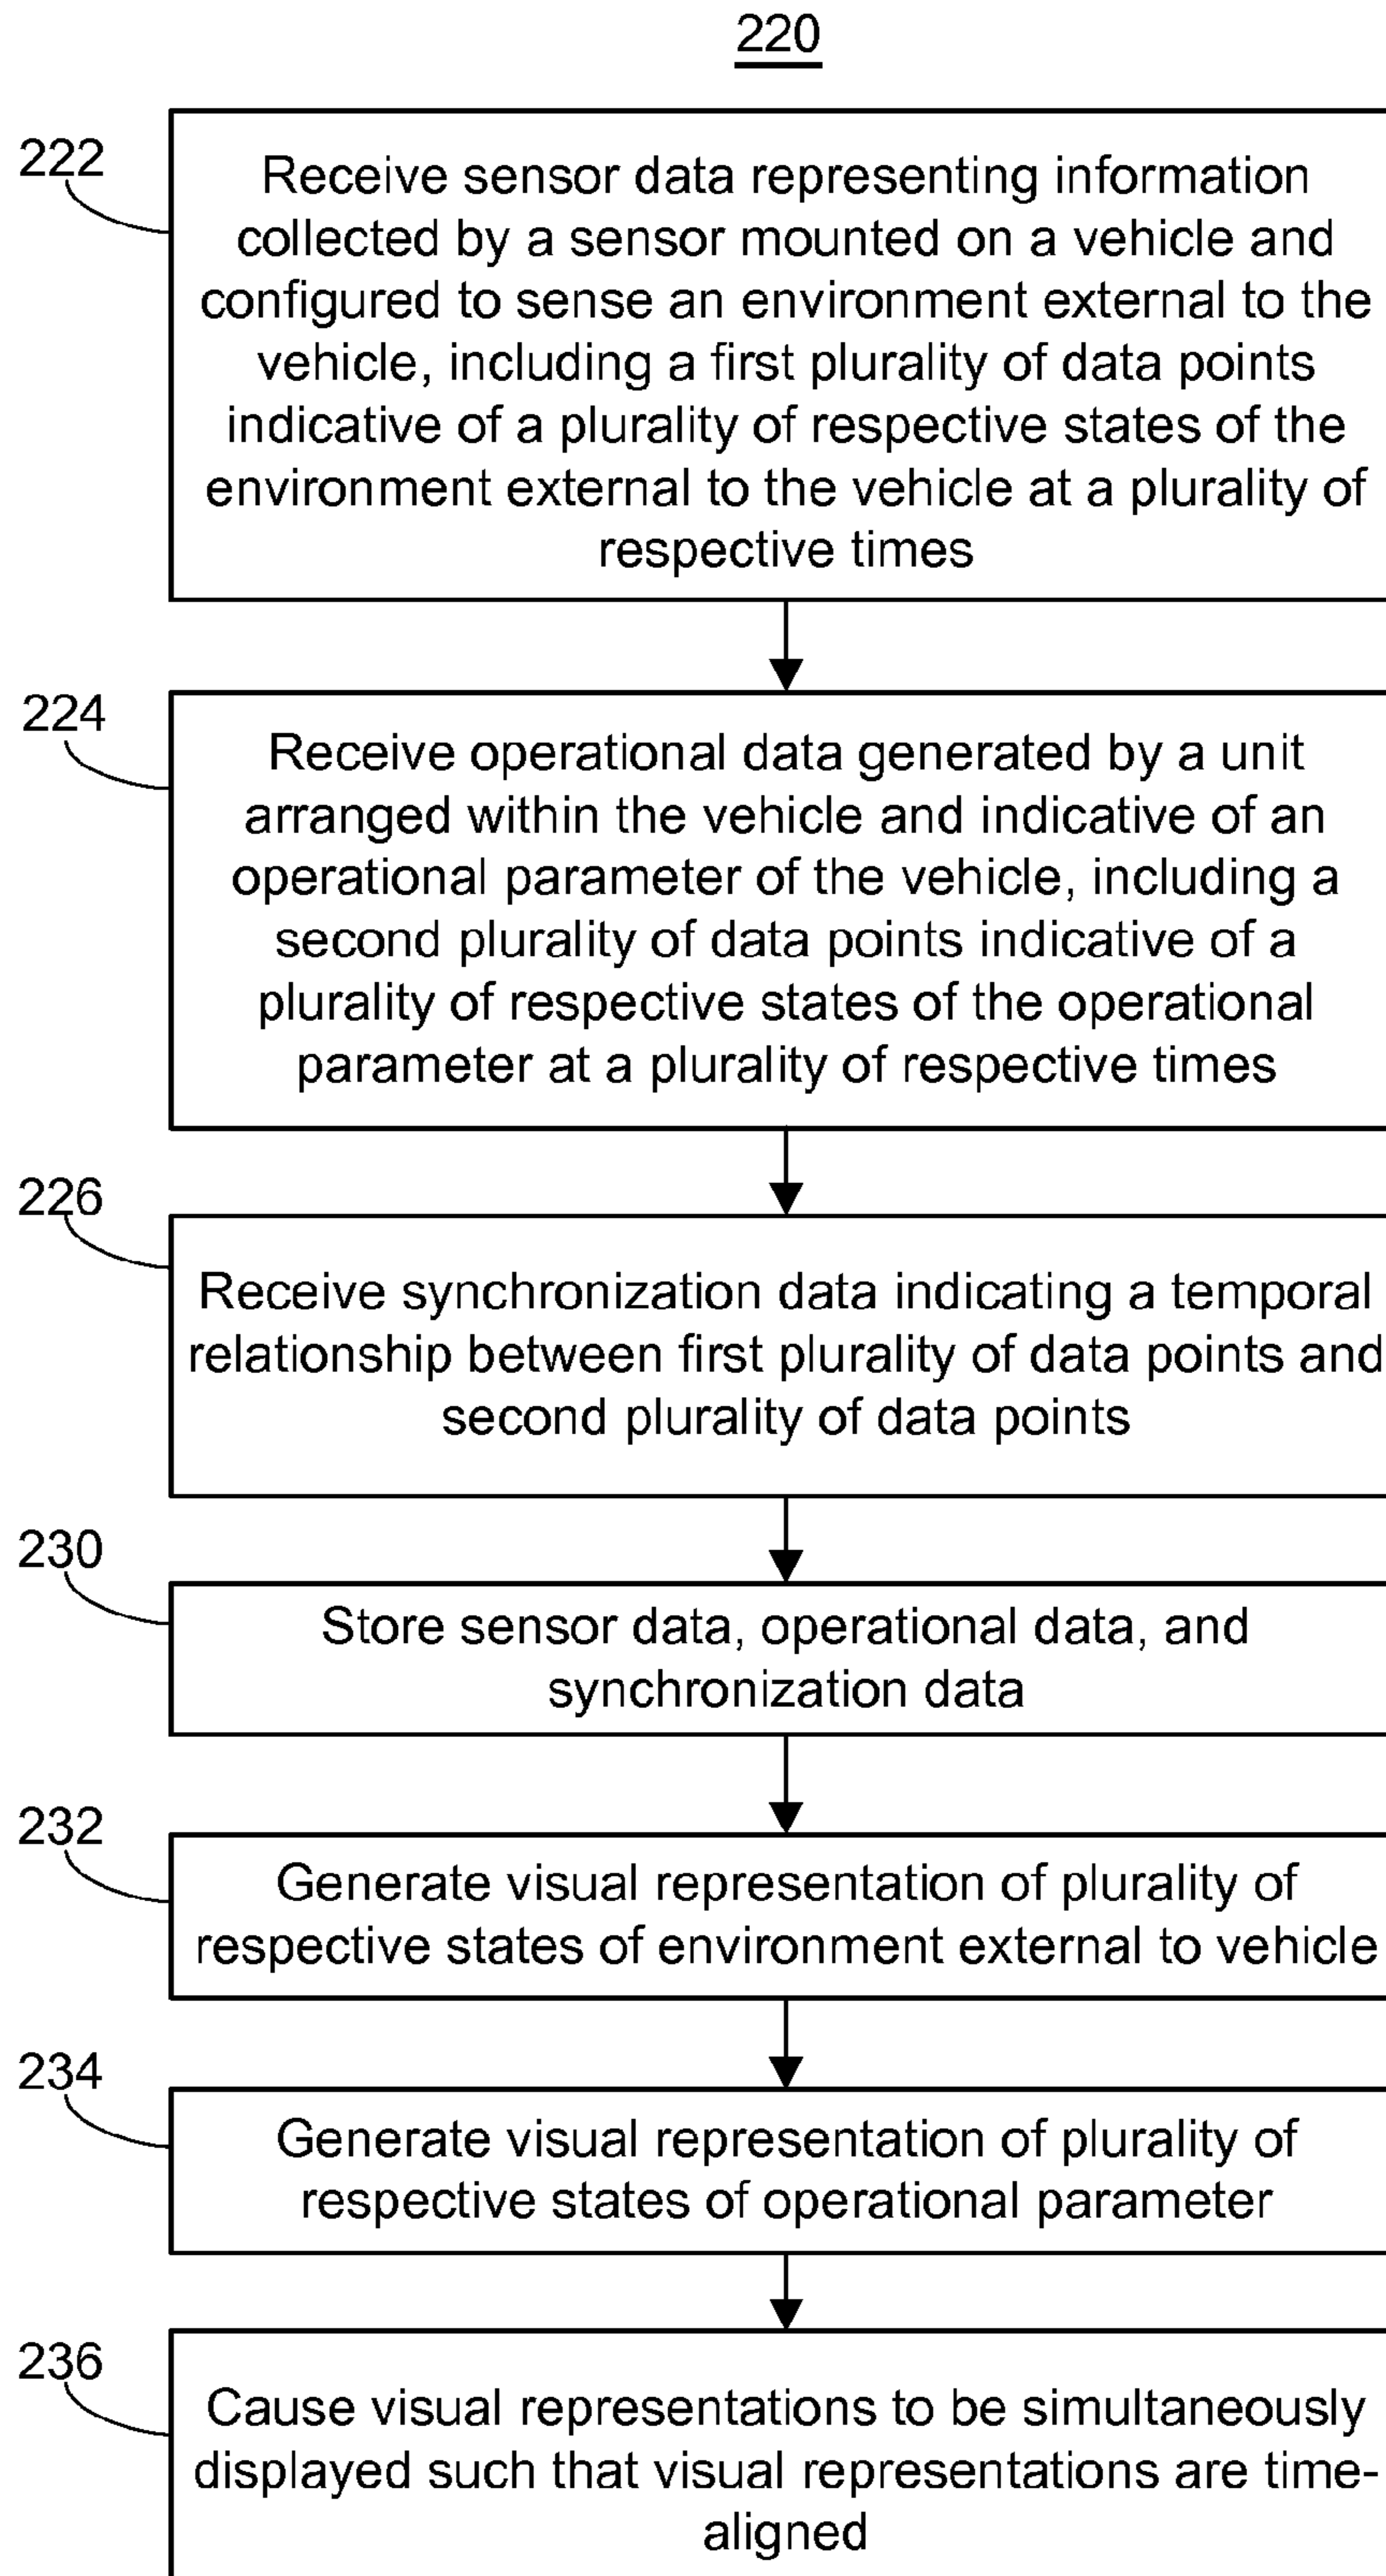 220
222
Receive sensor data representing information
collected by a sensor mounted on a vehicle and
configured to sense an environment external to the
vehicle, including a first plurality of data points
indicative of a plurality of respective states of the
environment external to the vehicle at a plurality of
respective times
224
Receive operational data generated by a unit
arranged within the vehicle and indicative of an
operational parameter of the vehicle, including a
second plurality of data points indicative of a
plurality of respective states of the operational
parameter at a plurality of respective times
226
Receive synchronization data indicating a temporal
relationship between first plurality of data points and
second plurality of data points
230
Store sensor data, operational data, and
synchronization data
232
Generate visual representation of plurality of
respective states of environment external to vehicle
234
Generate visual representation of plurality of
respective states of operational parameter
236
Cause visual representations to be simultaneously
displayed such that visual representations are time-
aligned